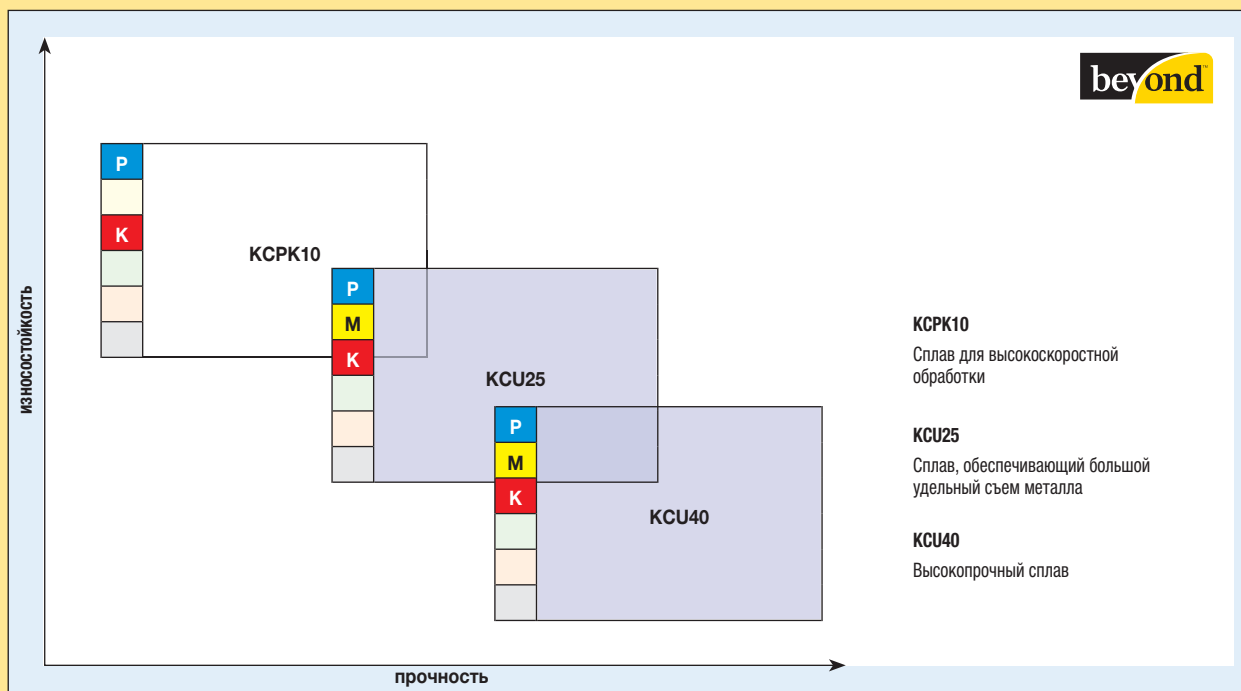 beyond™
P
K
KCPK10
P
M
K
KCU25
P
M
K
KCU40
износостойкость
прочность
KCPK10
Сплав для высокоскоростной
обработки
KCU25
Сплав, обеспечивающий большой
удельный съем металла
KCU40
Высокопрочный сплав